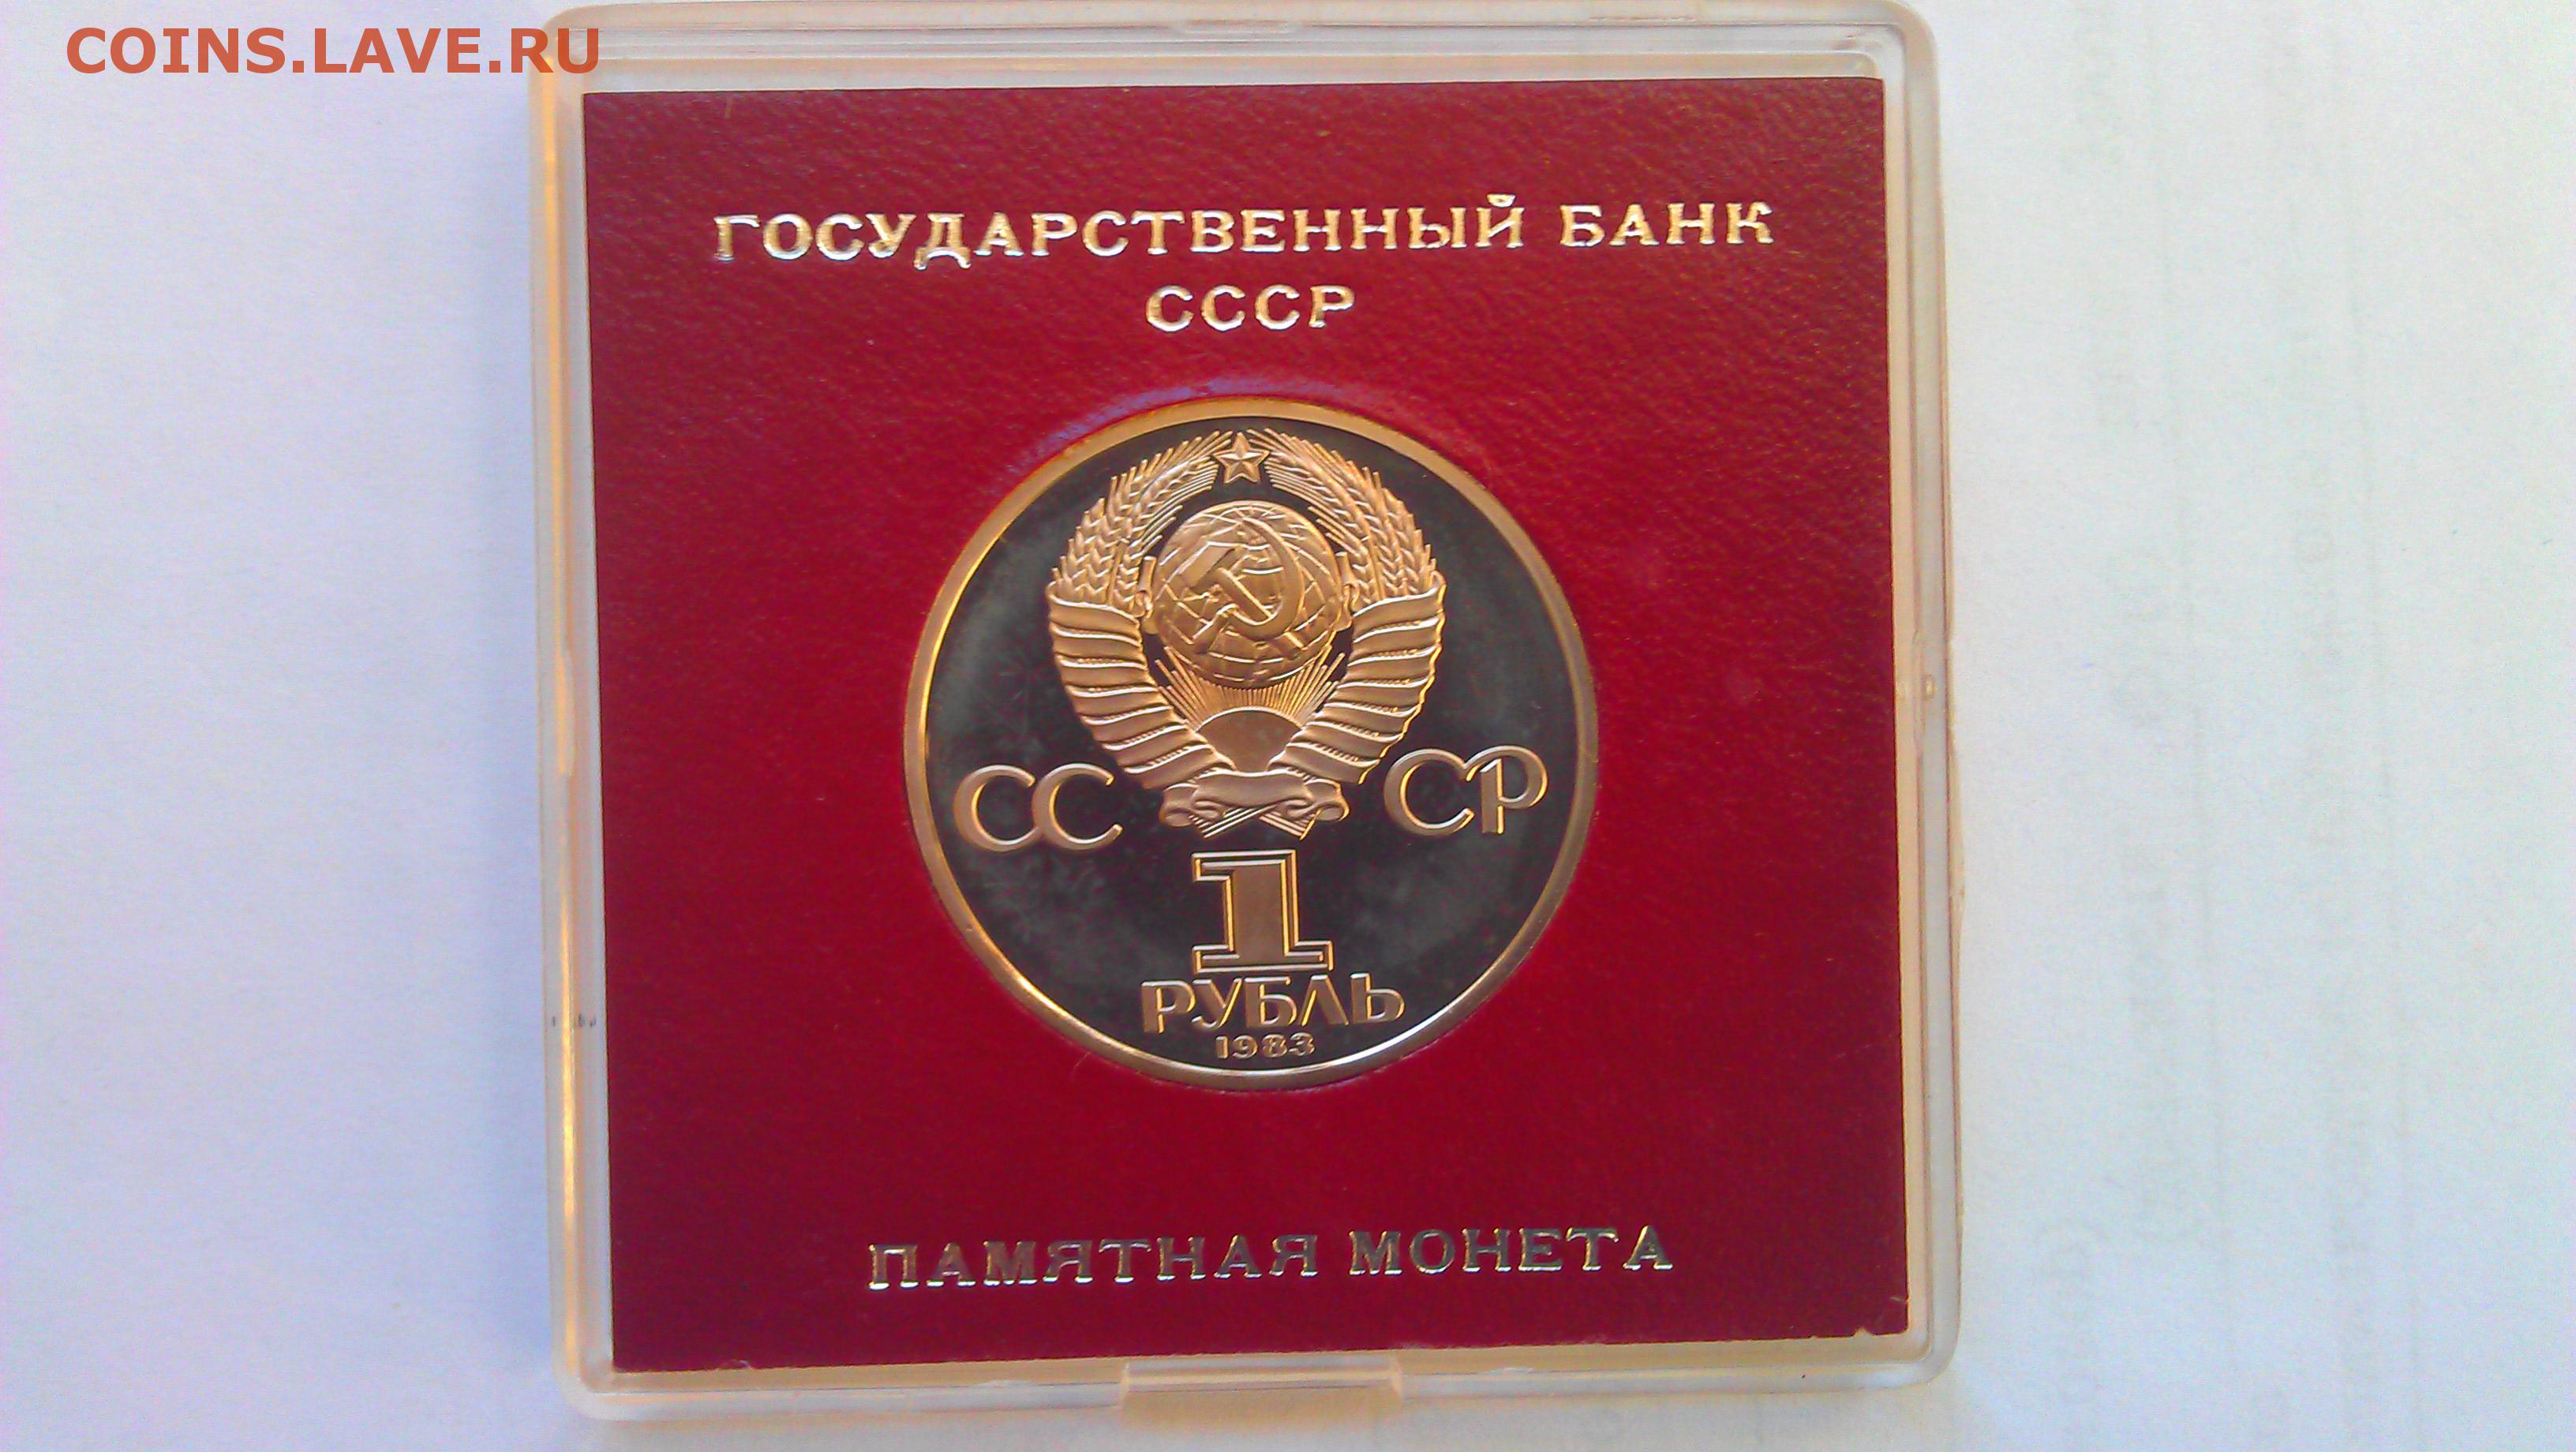 COINS.LAVE.RU
ГОСУДАРСТВЕННЫЙ БАНК
СССР
СС СР
1
РУБЛЬ
1983
ПАМЯТНАЯ МОНЕТА